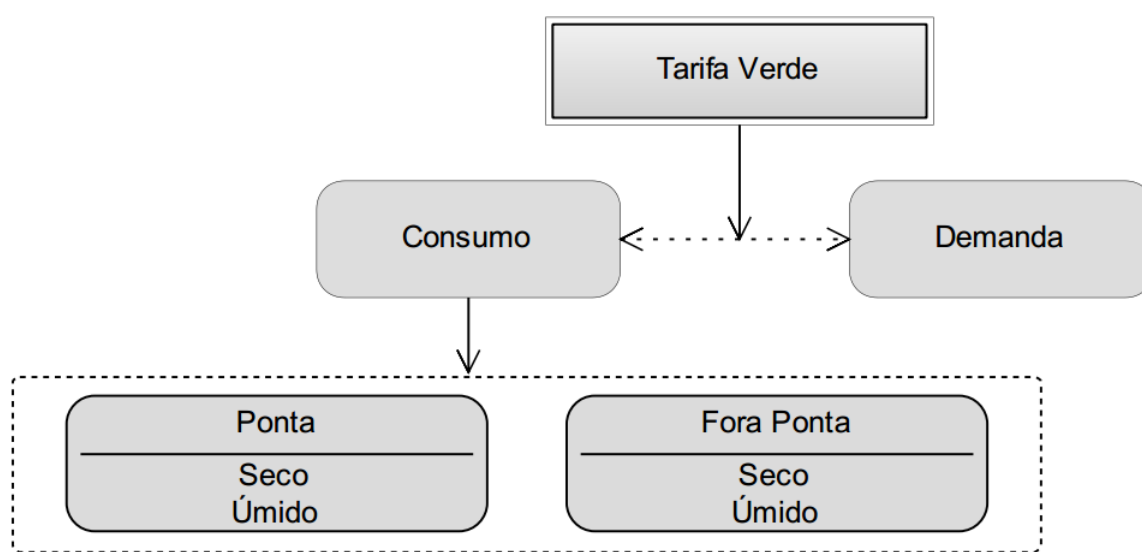 Tarifa Verde
Consumo
Demanda
Ponta
Seco
Úmido
Fora Ponta
Seco
Úmido